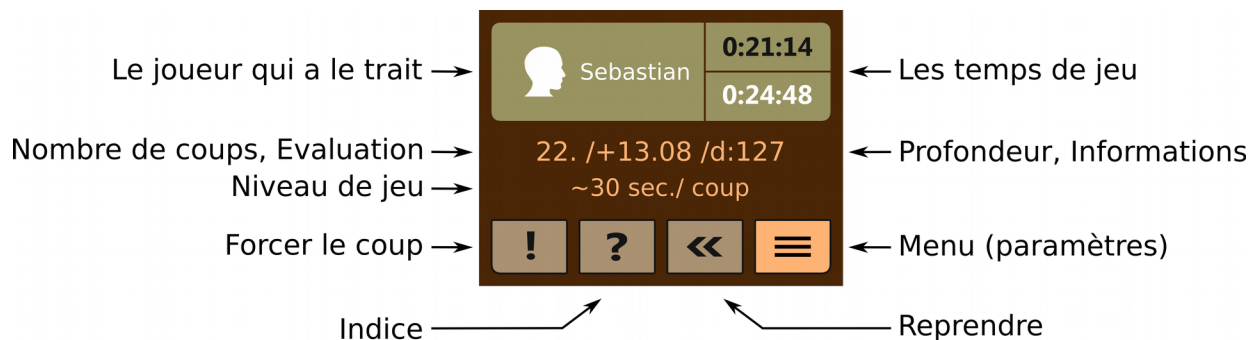 Le joueur qui a le trait
Sebastian
0:21:14
0:24:48
Les temps de jeu
Nombre de coups, Evaluation
22. /+13.08 /d:127
Profondeur, Informations
Niveau de jeu
~30 sec./ coup
Forcer le coup
! ? «
Menu (paramètres)
Indice
Reprendre